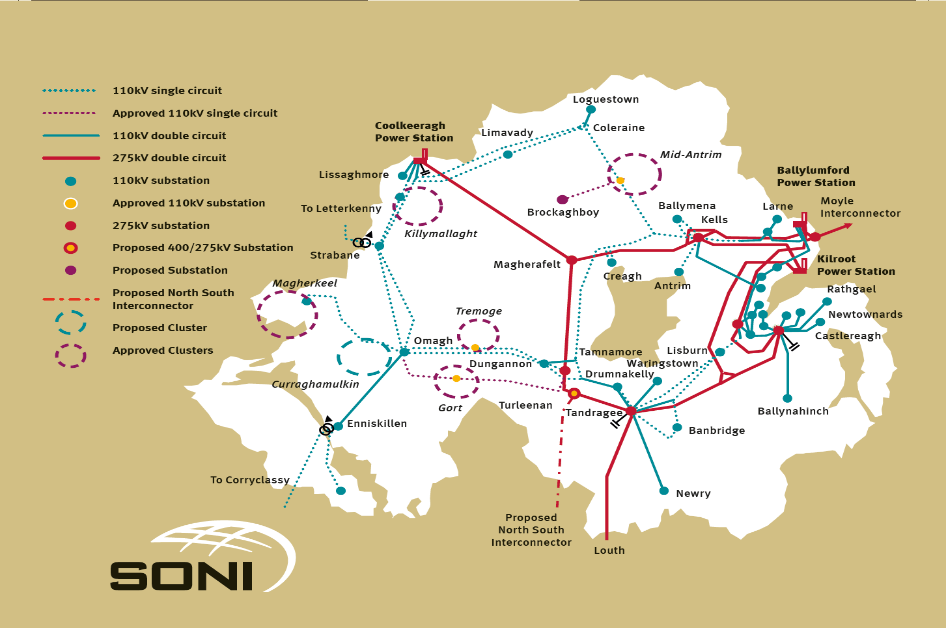 110kV single circuit
Approved 110kV single circuit
110kV double circuit
275kV double circuit
110kV substation
Approved 110kV substation
275kV substation
Proposed 400/275kV Substation
Proposed Substation
Proposed North South
Interconnector
Proposed Cluster
Approved Clusters
Loguestown
Coolkeeragh
Power Station
Limavady
Coleraine
Mid-Antrim
Lissaghmore
Ballylumford
Power Station
To Letterkenny
Brockaghboy
Ballymena
Kells
Larne
Moyle
Interconnector
Killymallaght
Strabane
Magherafelt
Creagh
Antrim
Kilroot
Power Station
Magherkeel
Rathgael
Tremoge
Newtownards
Omagh
Castlereagh
Dungannon
Tamnamore
Lisburn
Waringstown
Drumnakelly
Curraghamulkin
Gort
Turleenan
Tandragee
Ballynahinch
Enniskillen
Banbridge
To Corryclassy
Newry
Proposed
North South
Interconnector
Louth
SONI